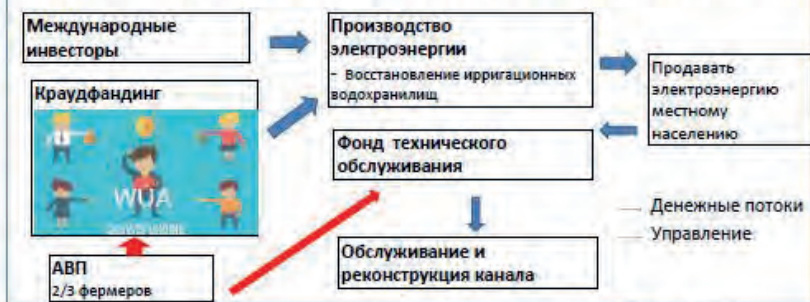 Международные
инвесторы
Производство
электроэнергии
- Восстановление ирригационных
водохранилищ
Продавать
электроэнергию
местному
населению
Краудфандинг
WUA
Фонд технического
обслуживания
Денежные потоки
Управление
Обслуживание и
реконструкция канала
АВП
2/3 фермеров